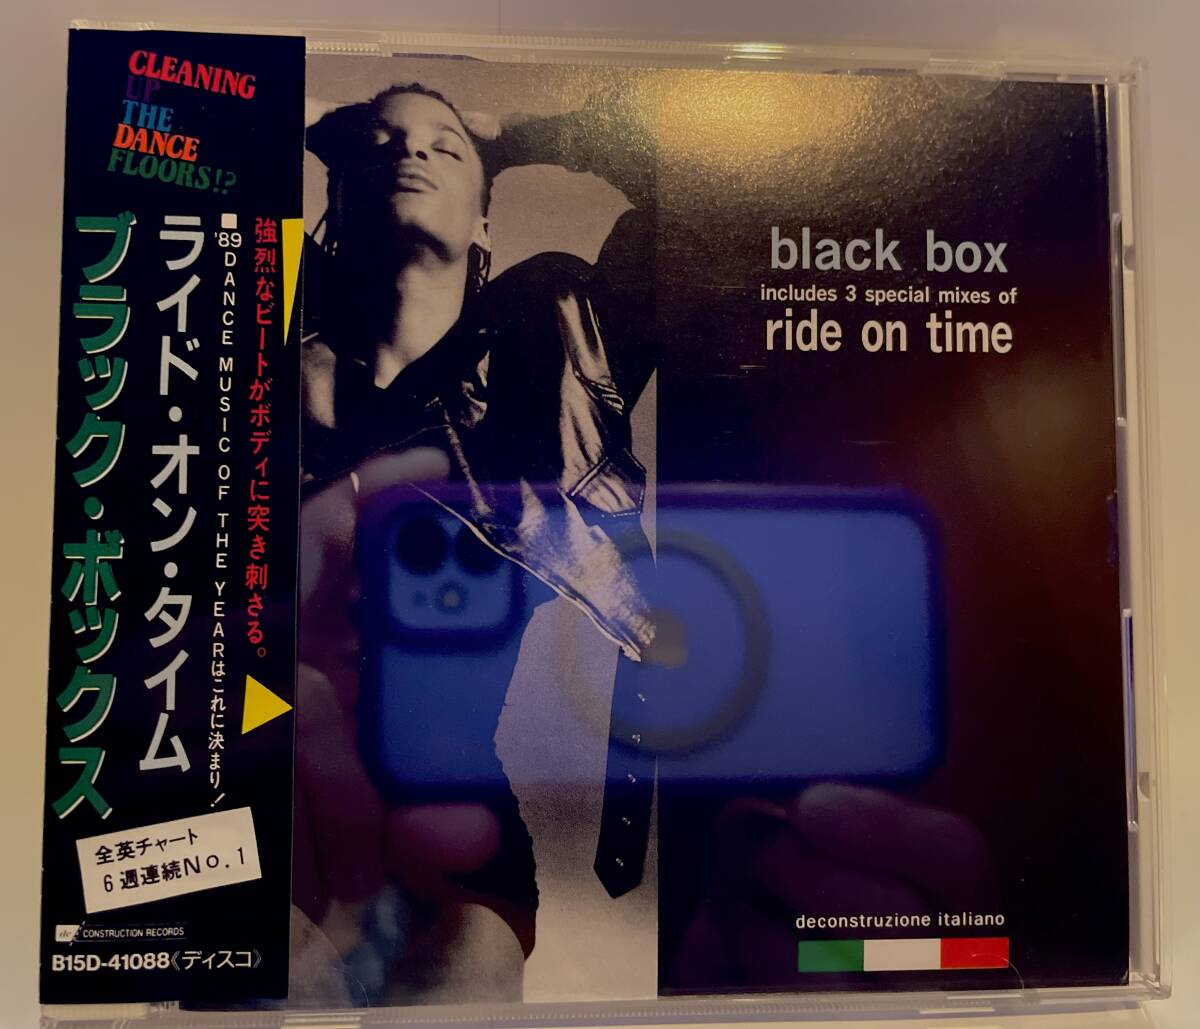 CLEANING
UP
THE
DANCE
FLOORS!?
強烈なビートがボディに突き刺さる。
■'89 DANCE MUSIC OF THE YEARはこれに決まり!
ライド・オン・タイム
ブラック・ボックス
全英チャート
6週連続No.1
de CONSTRUCTION RECORDS
B15D-41088《ディスコ》
black box
includes 3 special mixes of
ride on time
deconstruzione italiano